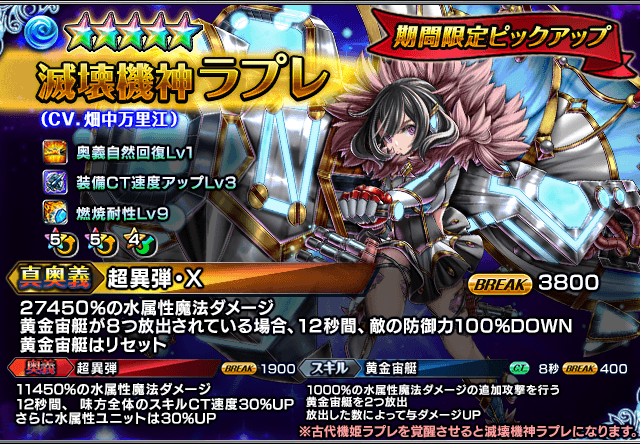 期間限定ピックアップ
滅壊機神 ラプレ
(CV.畑中万里江)
奥義自然回復Lv1
装備CT速度アップLv3
燃焼耐性Lv9
5 5 4
真奥義 超異弾・X BREAK 3800
27450%の水属性魔法ダメージ
黄金宙艇が8つ放出されている場合、12秒間、敵の防御力100%DOWN
黄金宙艇はリセット
奥義 超異弾 BREAK 1900
11450%の水属性魔法ダメージ
12秒間、味方全体のスキルCT速度30%UP
さらに水属性ユニットは30%UP
スキル 黄金宙艇 CT 8秒 BREAK 400
1000%の水属性魔法ダメージの追加攻撃を行う
黄金宙艇を2つ放出
放出した数によって与ダメージUP
※古代機姫ラプレを覚醒させると滅壊機神ラプレになります。